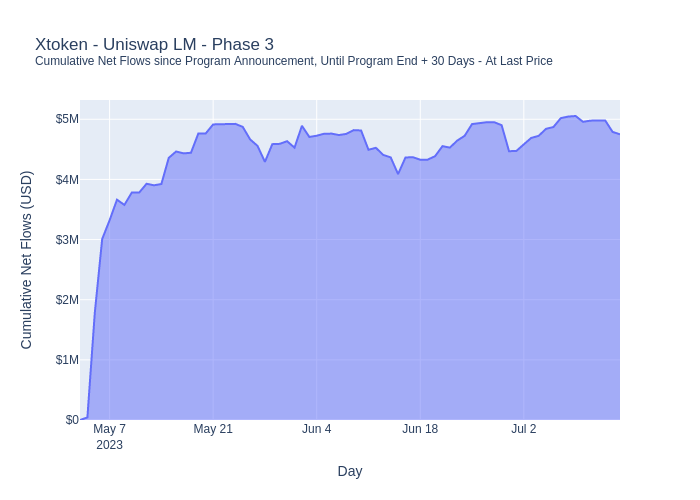 Xtoken - Uniswap LM - Phase 3
Cumulative Net Flows since Program Announcement, Until Program End + 30 Days - At Last Price
Cumulative Net Flows (USD)
$5M
$4M
$3M
$2M
$1M
$0
May 7
2023
May 21
Jun 4
Jun 18
Jul 2
Day